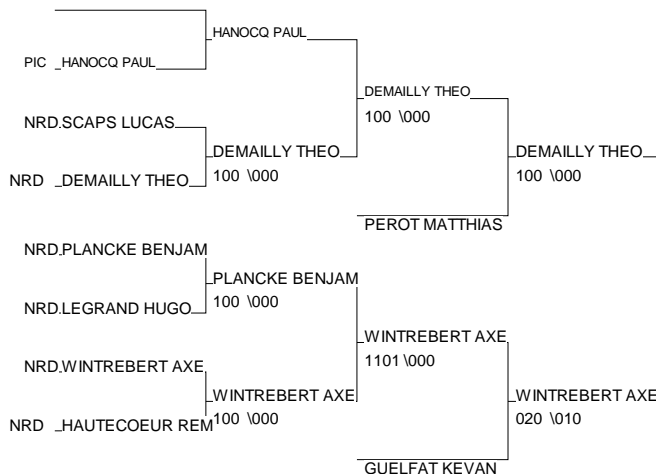 HANOCQ PAUL
PIC HANOCQ PAUL
DEMAILLY THEO
100 \000
NRD. SCAPS LUCAS
DEMAILLY THEO
100 \000
DEMAILLY THEO
100 \000
NRD DEMAILLY THEO
PEROT MATTHIAS
NRD. PLANCKE BENJAM
PLANCKE BENJAM
100 \000
NRD. LEGRAND HUGO
WINTREBERT AXE
1101 \000
NRD. WINTREBERT AXE
WINTREBERT AXE
100 \000
WINTREBERT AXE
020 \010
NRD HAUTECOEUR REM
GUELFAT KEVAN